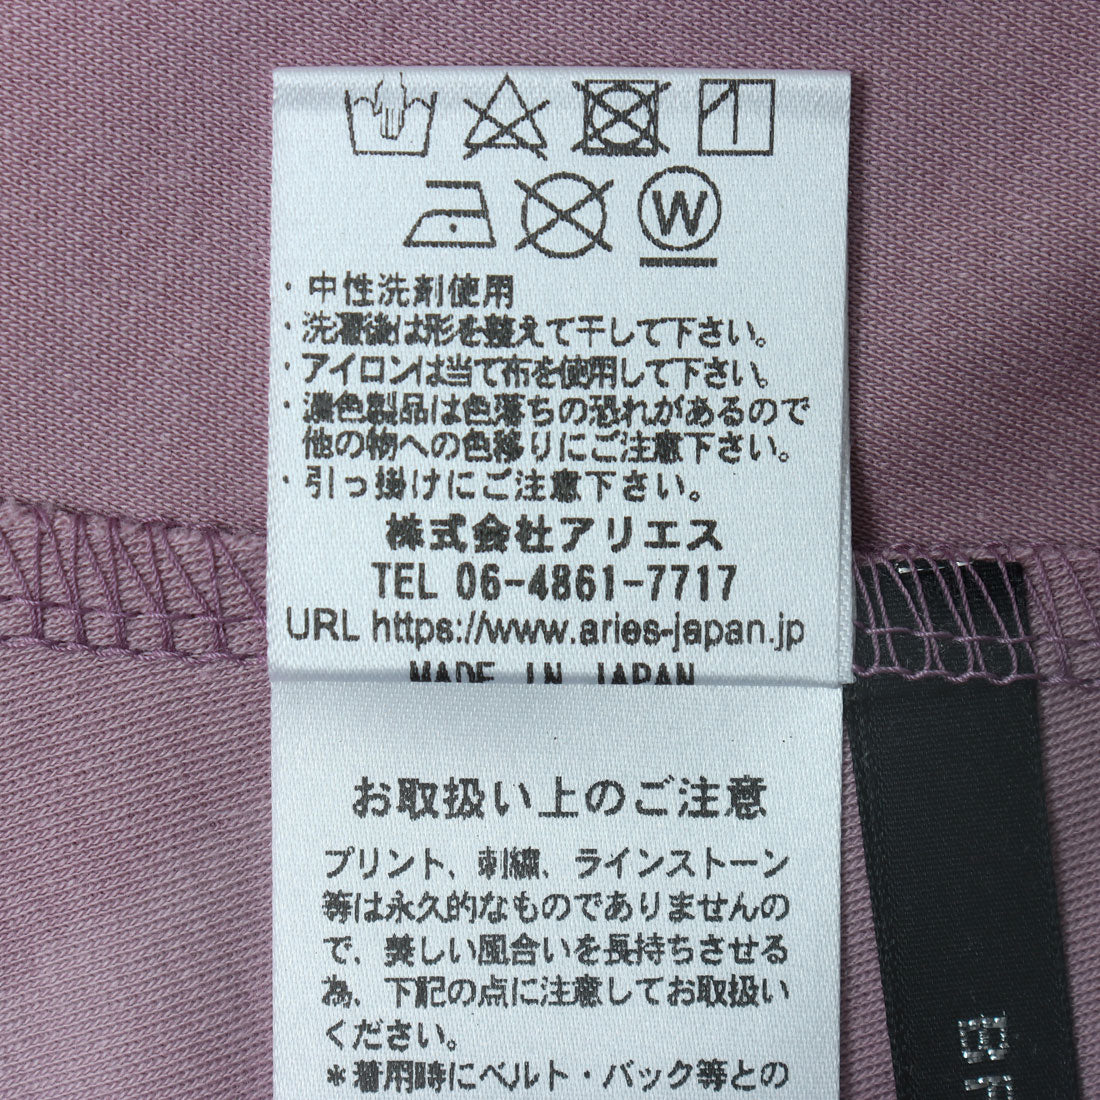 W
・中性洗剤使用
・洗濯後は形を整えて干して下さい。
・アイロンは当て布を使用して下さい。
・濃色製品は色落ちの恐れがあるので
他の物への色移りにご注意下さい。
・引っ掛けにご注意下さい。
株式会社アリエス
TEL 06-4861-7717
URL https://www.aries-japan.jp
MADE IN JAPAN
お取扱い上のご注意
プリント、刺繍、ラインストーン
等は永久的なものでありませんの
で、美しい風合いを長持ちさせる
為、下記の点に注意してお取扱い
ください。
*着用時にベルト・バック等との